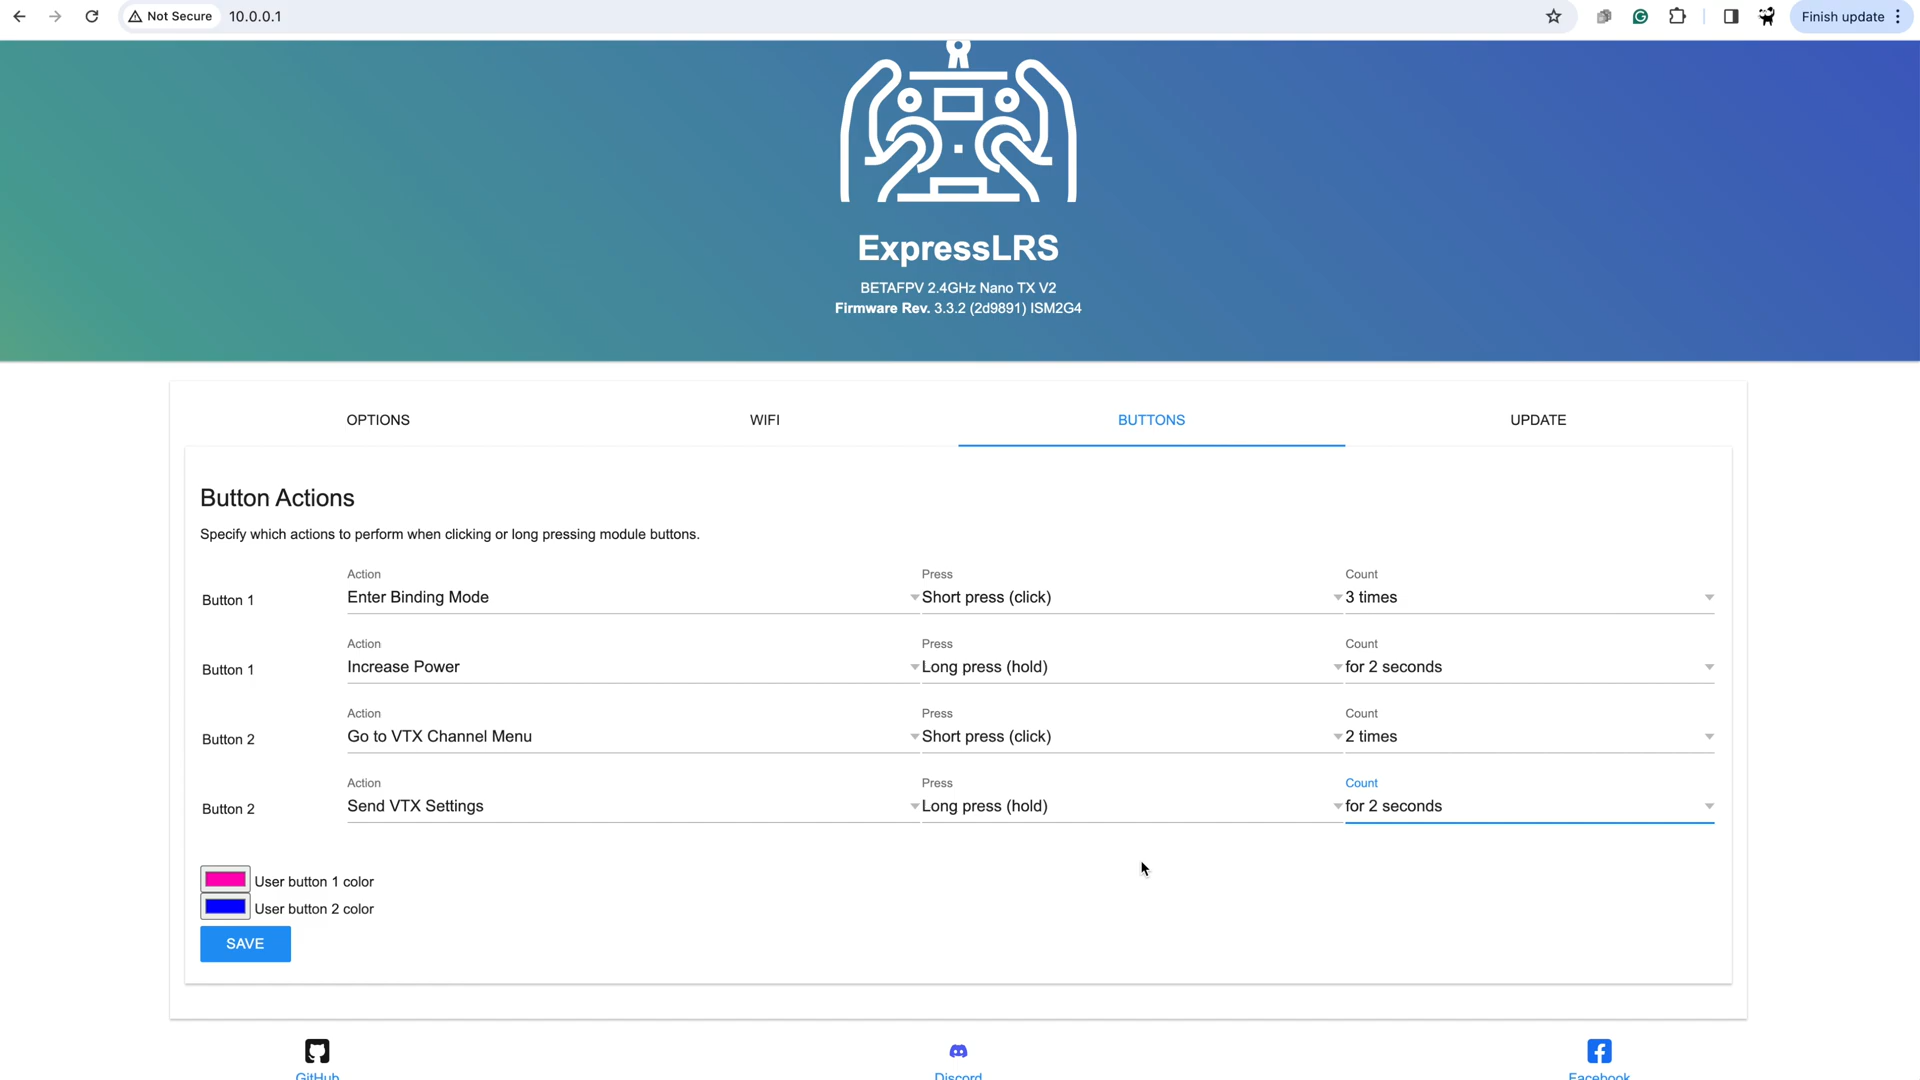 Not Secure 10.0.0.1 Finish update
ExpressLRS
BETAFPV 2.4GHz Nano TX V2
Firmware Rev. 3.3.2 (2d9891) ISM2G4
OPTIONS WIFI BUTTONS UPDATE
Button Actions
Specify which actions to perform when clicking or long pressing module buttons.
Action Press Count
Button 1 Enter Binding Mode Short press (click) 3 times
Action Press Count
Button 1 Increase Power Long press (hold) for 2 seconds
Action Press Count
Button 2 Go to VTX Channel Menu Short press (click) 2 times
Action Press Count
Button 2 Send VTX Settings Long press (hold) for 2 seconds
User button 1 color
User button 2 color
SAVE
GitHub Discord Facebook